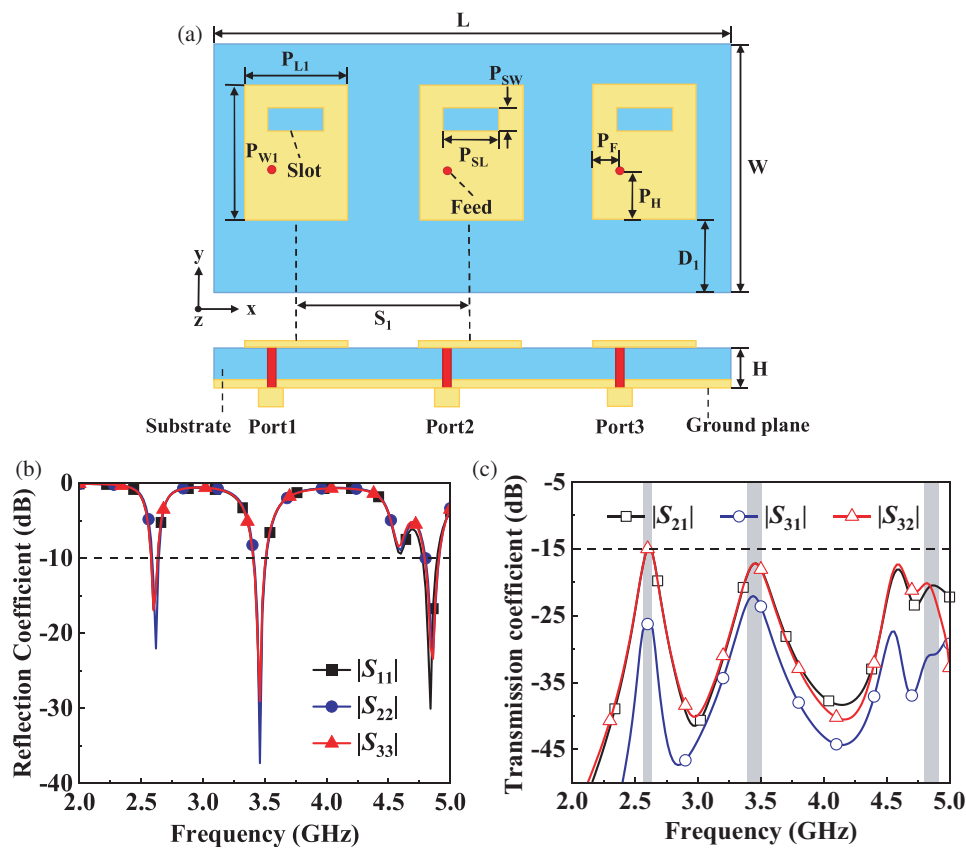 (a)
L
P_L1
P_SW
P_W1
Slot
P_SL
Feed
P_F
P_H
W
D_1
y
x
z
S_1
H
Substrate
Port1
Port2
Port3
Ground plane
(b)
Reflection Coefficient (dB)
0
-10
-20
-30
-40
|S_11|
|S_22|
|S_33|
2.0 2.5 3.0 3.5 4.0 4.5 5.0
Frequency (GHz)
(c)
Transmission coefficient (dB)
-5
-15
-25
-35
-45
|S_21| |S_31| |S_32|
2.0 2.5 3.0 3.5 4.0 4.5 5.0
Frequency (GHz)